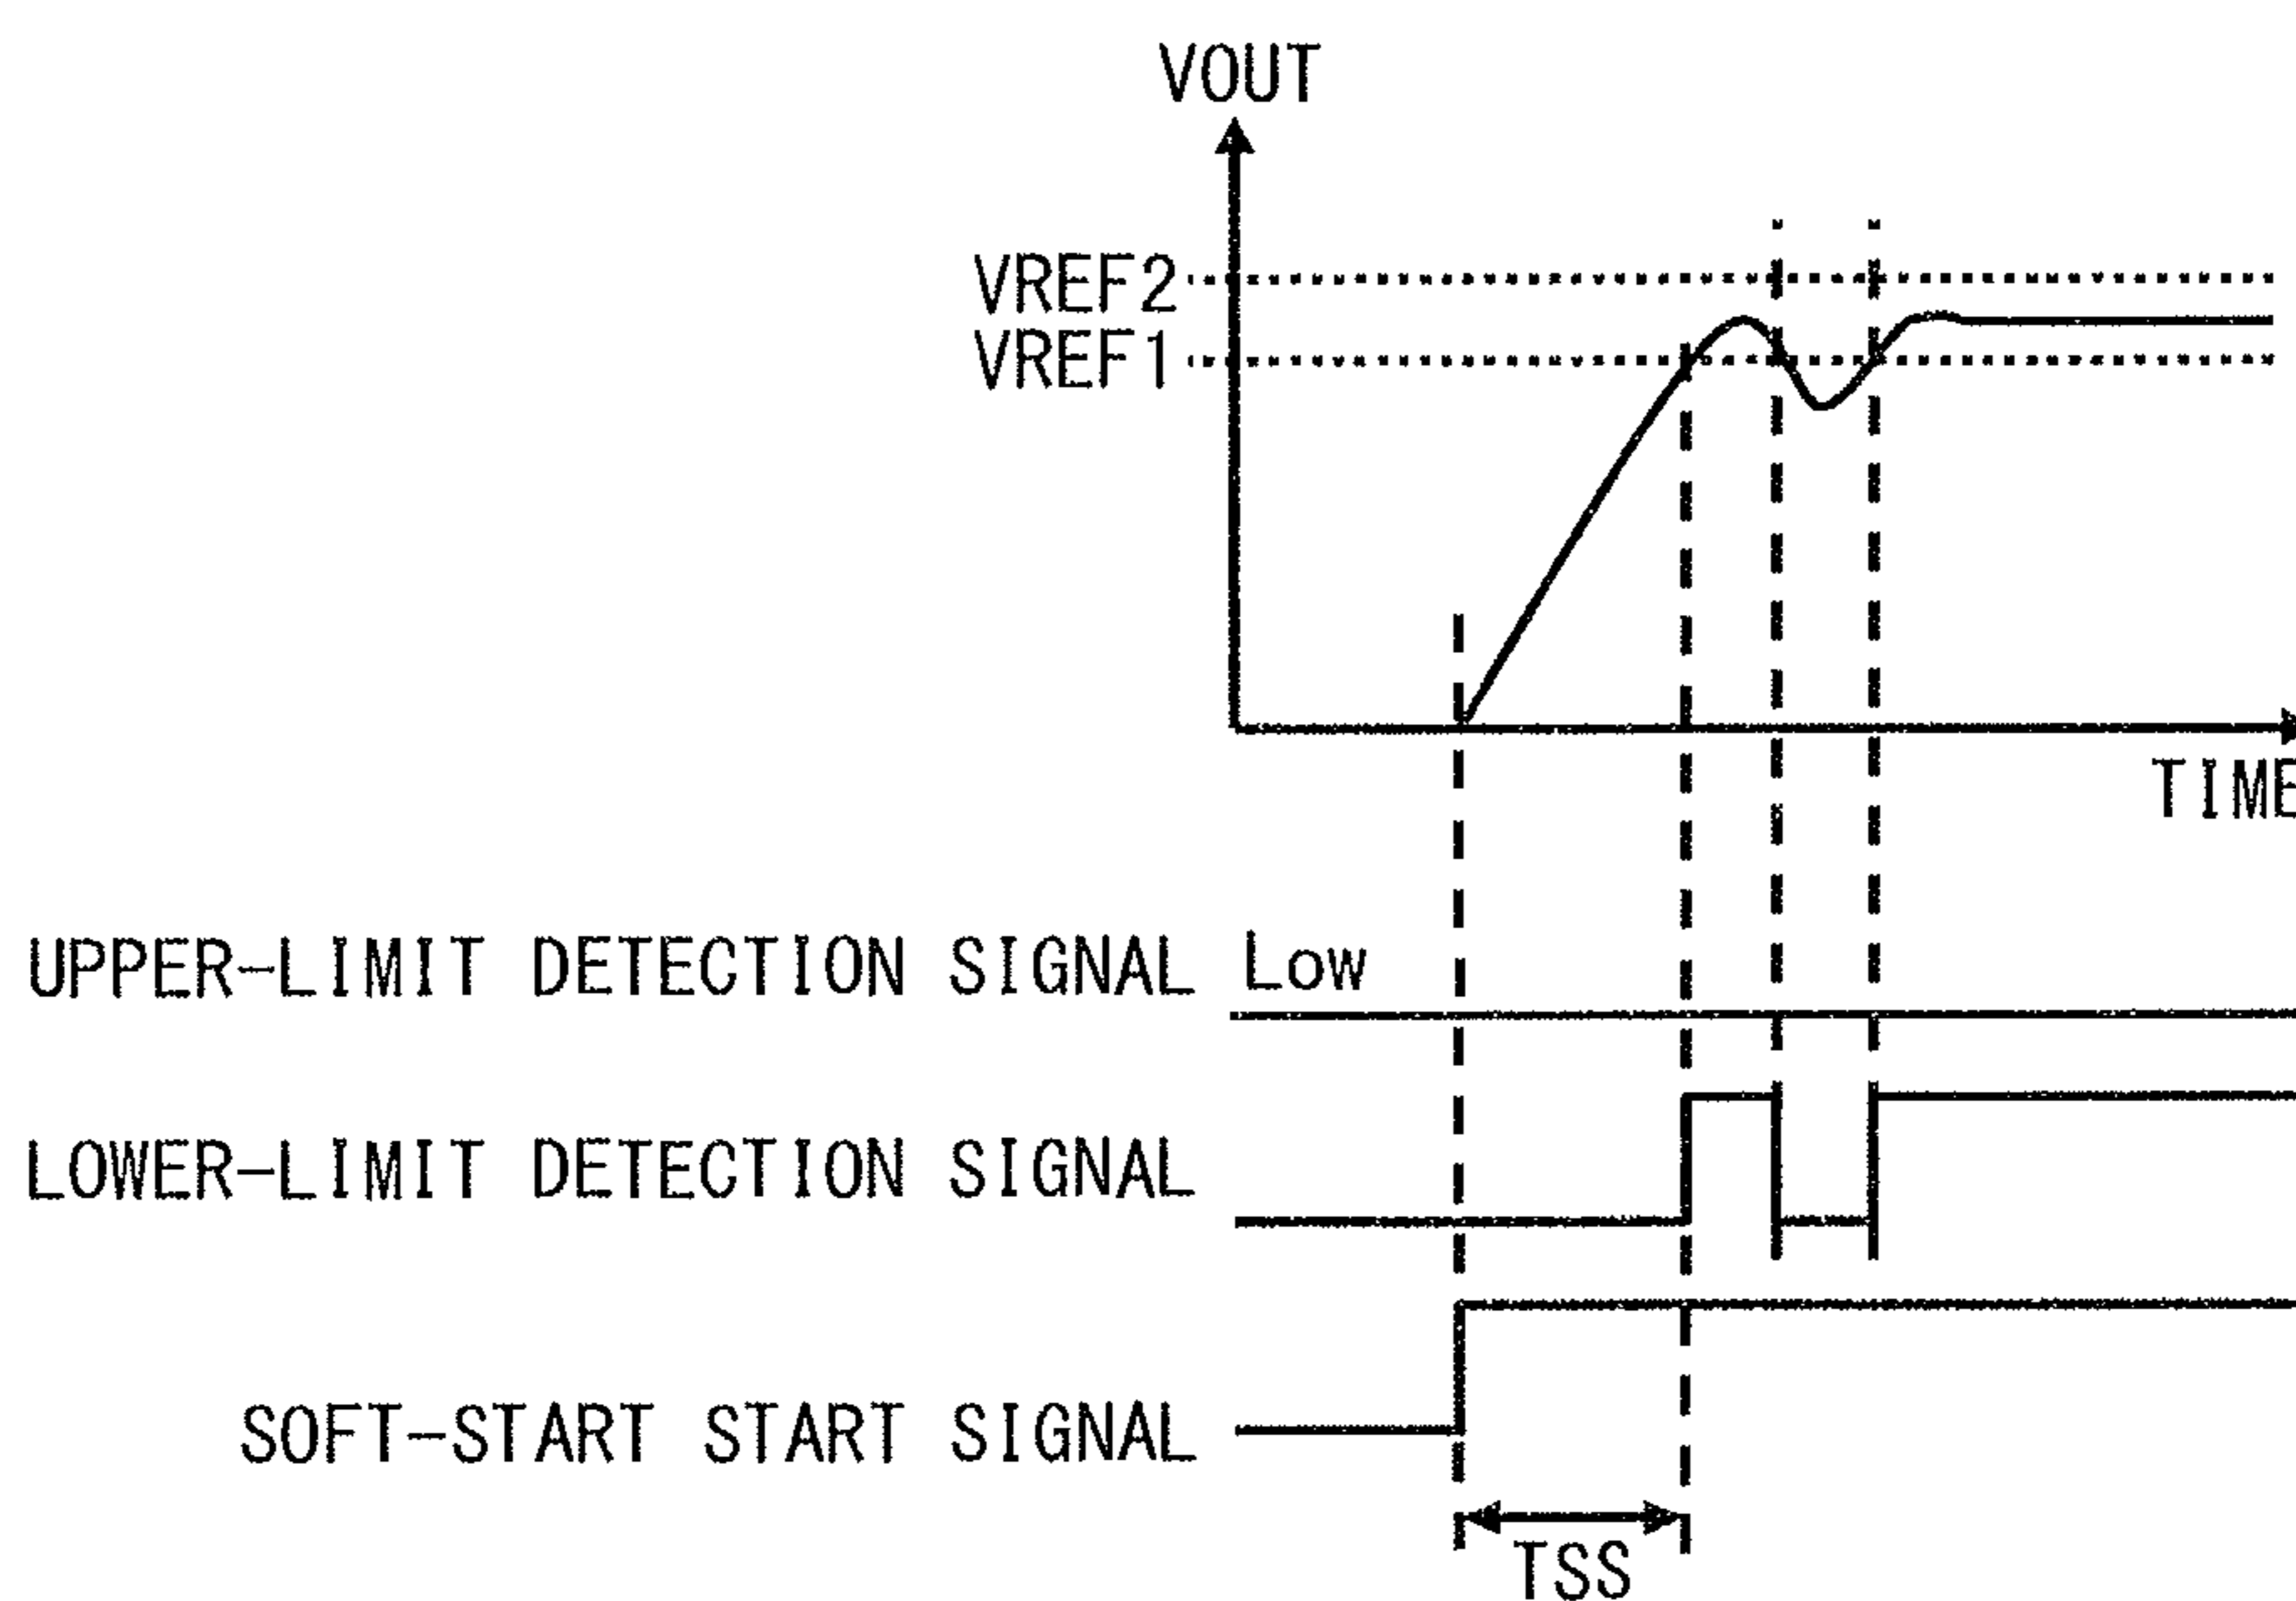 VOUT
VREF2
VREF1
TIME
UPPER-LIMIT DETECTION SIGNAL Low
LOWER-LIMIT DETECTION SIGNAL
SOFT-START START SIGNAL
TSS